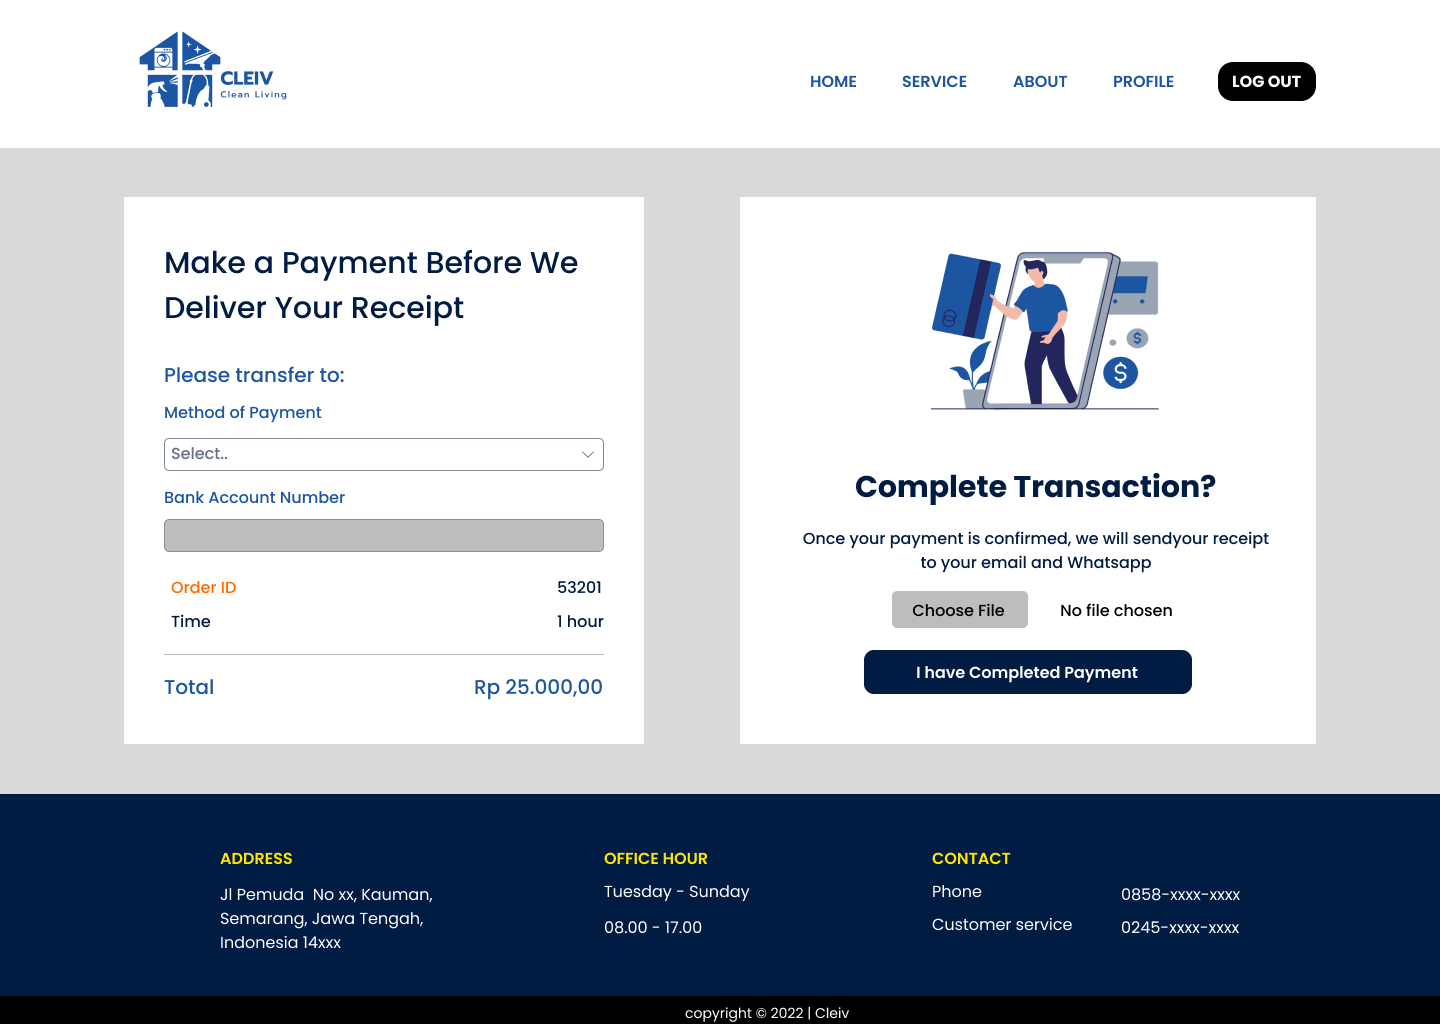 CLEIV
Clean Living
HOME
SERVICE
ABOUT
PROFILE
LOG OUT
Make a Payment Before We
Deliver Your Receipt
Please transfer to:
Method of Payment
Select..
Bank Account Number
Order ID 53201
Time 1 hour
Total Rp 25.000,00
$
$
Complete Transaction?
Once your payment is confirmed, we will sendyour receipt
to your email and Whatsapp
Choose File No file chosen
I have Completed Payment
ADDRESS
Jl Pemuda  No xx, Kauman,
Semarang, Jawa Tengah,
Indonesia 14xxx
OFFICE HOUR
Tuesday - Sunday
08.00 - 17.00
CONTACT
Phone 0858-xxxx-xxxx
Customer service 0245-xxxx-xxxx
copyright © 2022 | Cleiv